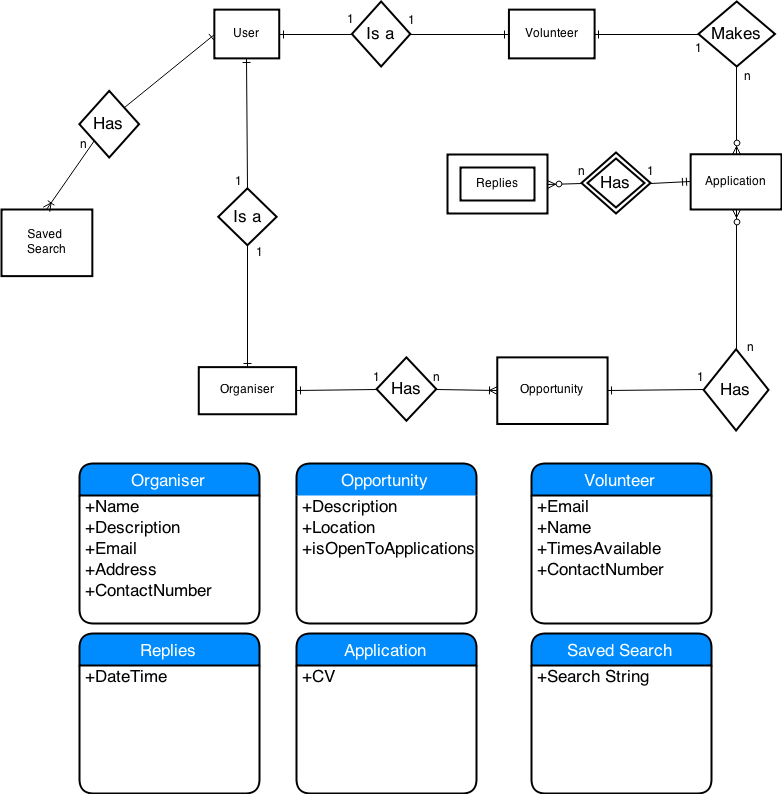 1
1
User
Is a
Volunteer
Makes
1
n
Has
n
n
1
Replies
Has
Application
1
Is a
1
Saved
Search
1
n
1
n
Organiser
Has
Opportunity
Has
Organiser
+Name
+Description
+Email
+Address
+ContactNumber
Opportunity
+Description
+Location
+isOpenToApplications
Volunteer
+Email
+Name
+TimesAvailable
+ContactNumber
Replies
+DateTime
Application
+CV
Saved Search
+Search String